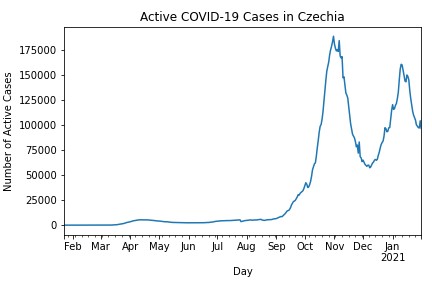 Active COVID-19 Cases in Czechia
Number of Active Cases
175000
150000
125000
100000
75000
50000
25000
0
Feb Mar Apr May Jun Jul Aug Sep Oct Nov Dec Jan
2021
Day